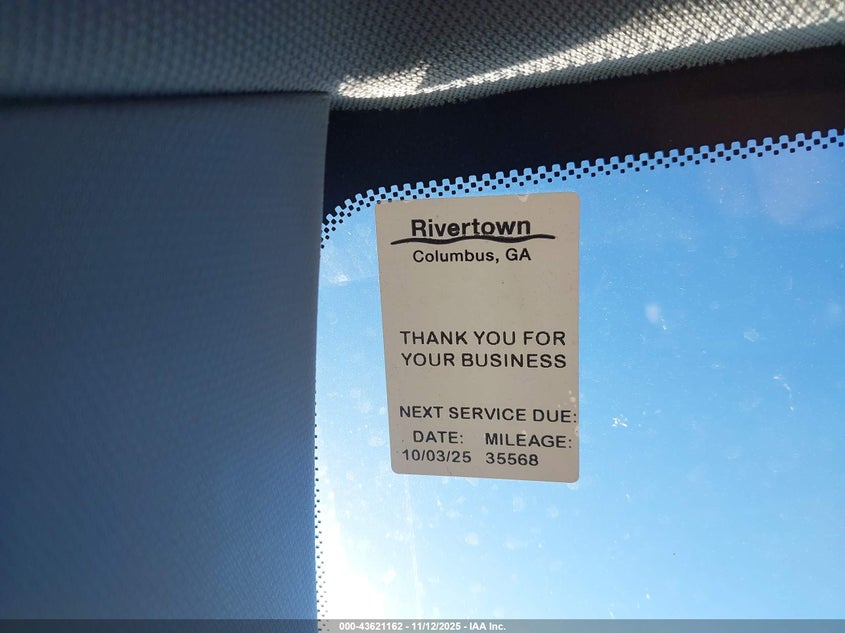 Rivertown
Columbus, GA
THANK YOU FOR
YOUR BUSINESS
NEXT SERVICE DUE:
DATE: MILEAGE:
10/03/25 35568
000-43621162 - 11/12/2025 - IAA Inc.